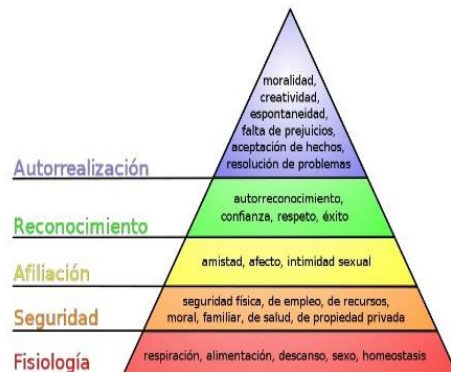 moralidad,
creatividad,
espontaneidad,
falta de prejuicios,
aceptación de hechos,
resolución de problemas
Autorrealización
autorreconocimiento,
confianza, respeto, éxito
Reconocimiento
amistad, afecto, intimidad sexual
Afiliación
seguridad física, de empleo, de recursos,
moral, familiar, de salud, de propiedad privada
Seguridad
respiración, alimentación, descanso, sexo, homeostasis
Fisiología